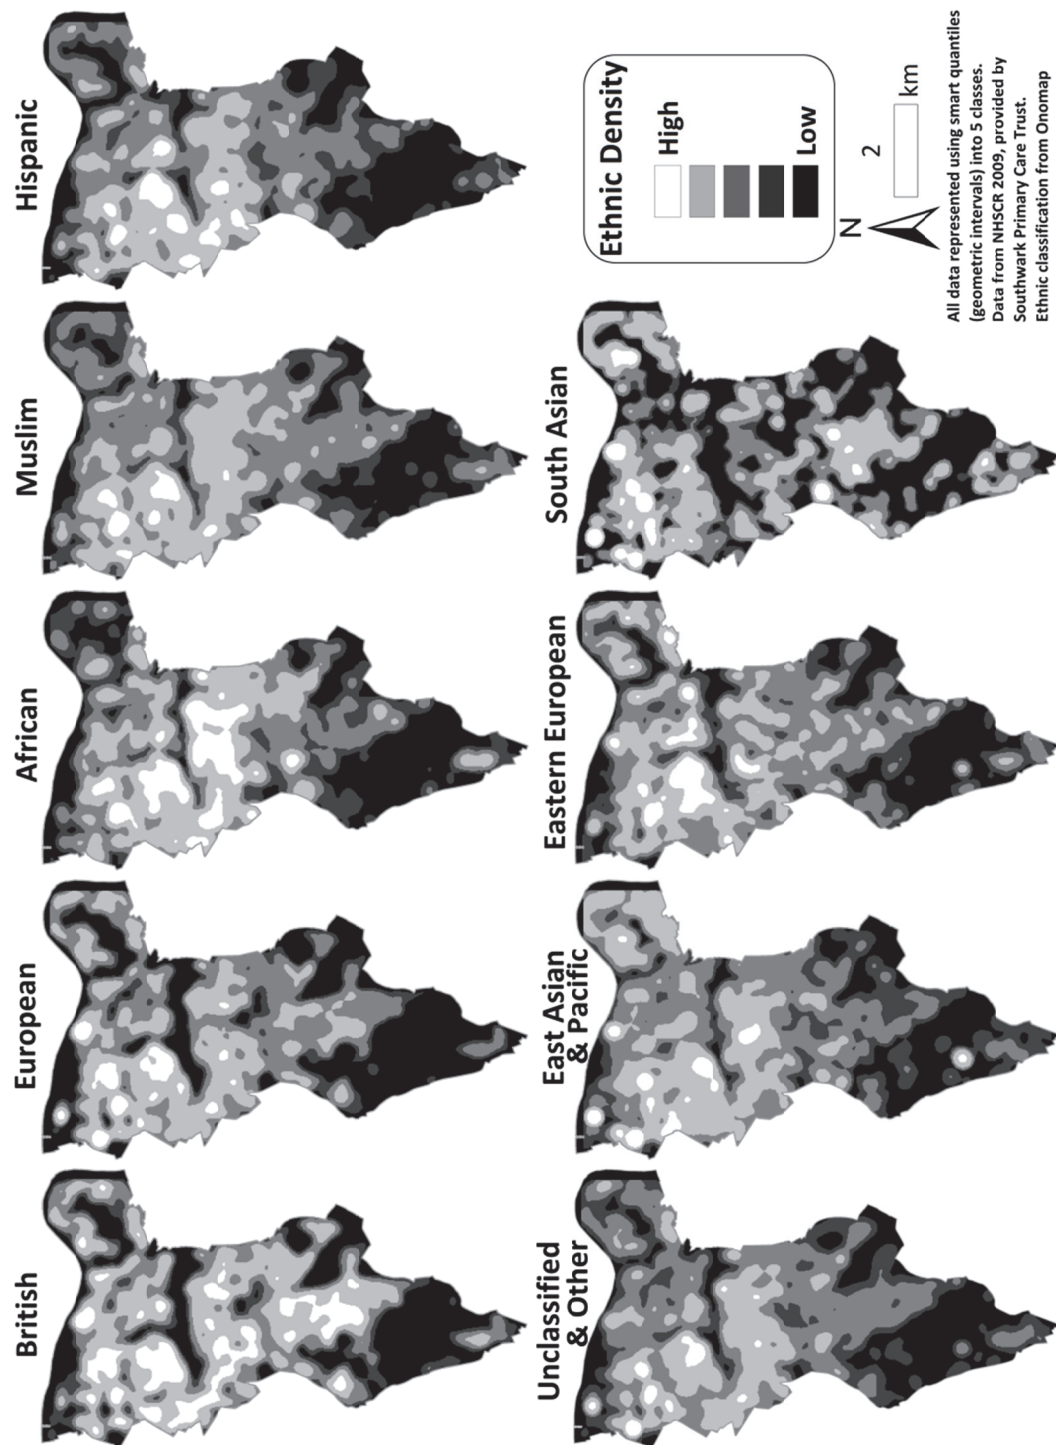 British
European
African
Muslim
Hispanic
Unclassified
& Other
East Asian
& Pacific
Eastern European
South Asian
Ethnic Density
High
Low
N
2
km
All data represented using smart quantiles
(geometric intervals) into 5 classes.
Data from NHSCR 2009, provided by
Southwark Primary Care Trust.
Ethnic classification from Onomap